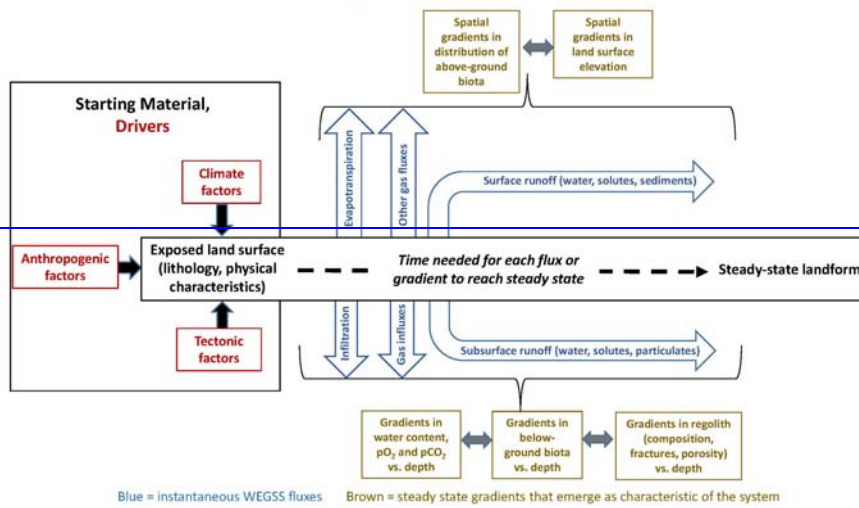 Spatial
gradients in
distribution of
above-ground
biota
Spatial
gradients in
land surface
elevation
Starting Material,
Drivers
Climate
factors
Evapotranspiration
Other gas fluxes
Surface runoff (water, solutes, sediments)
Anthropogenic
factors
Exposed land surface
(lithology, physical
characteristics)
Time needed for each flux or
gradient to reach steady state
Steady-state landform
Tectonic
factors
Infiltration
Gas influxes
Subsurface runoff (water, solutes, particulates)
Gradients in
water content,
pO2 and pCO2
vs. depth
Gradients in
below-
ground biota
vs. depth
Gradients in regolith
(composition,
fractures, porosity)
vs. depth
Blue = instantaneous WEGSS fluxes
Brown = steady state gradients that emerge as characteristic of the system